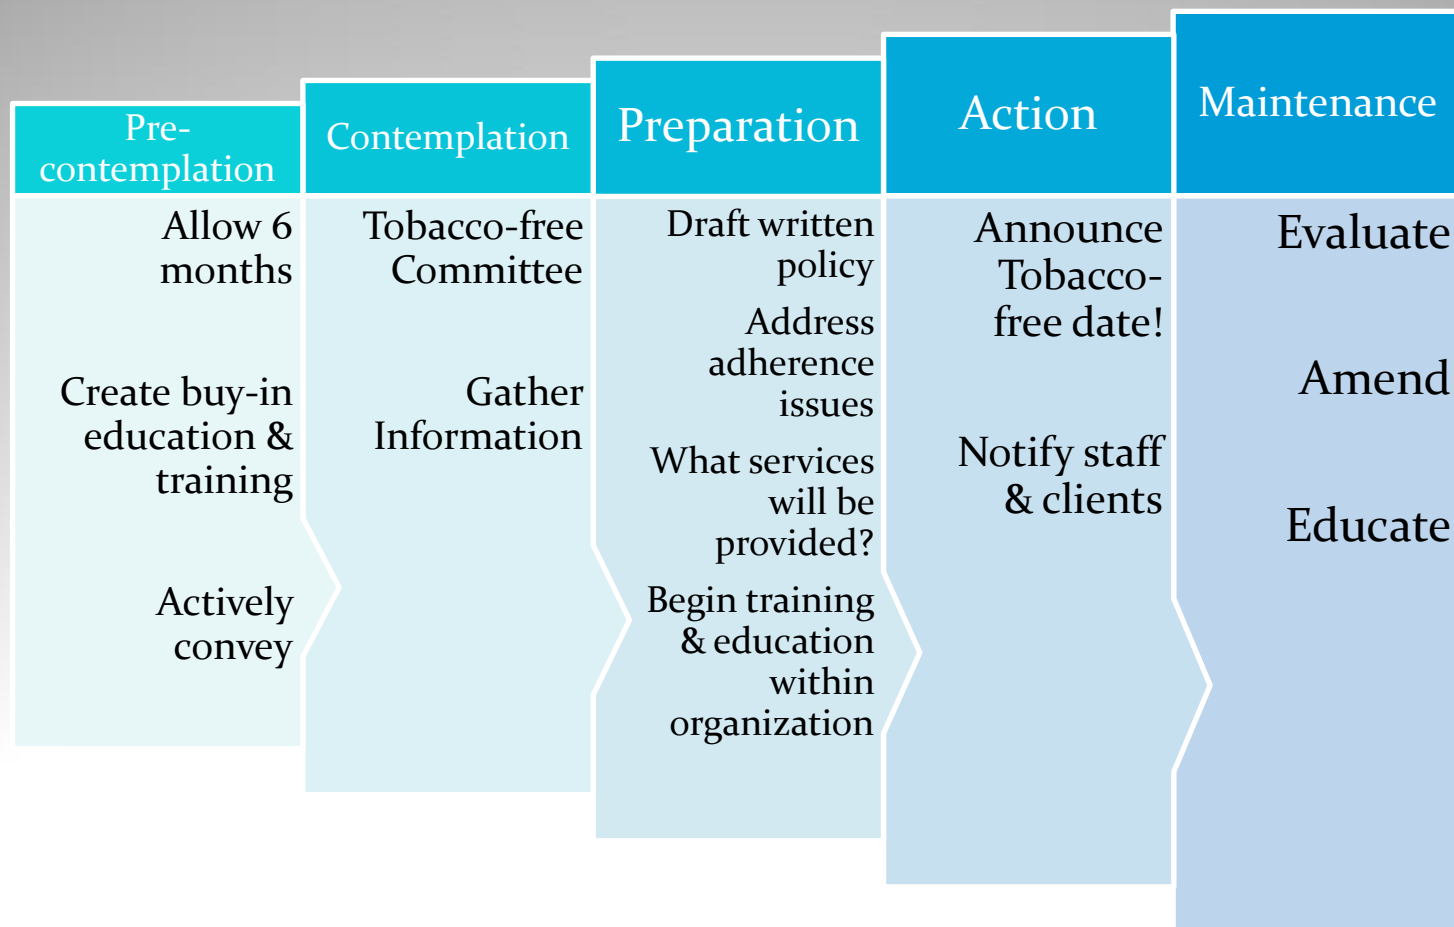 Pre-
contemplation
Allow 6
months
Create buy-in
education &
training
Actively
convey
Contemplation
Tobacco-free
Committee
Gather
Information
Preparation
Draft written
policy
Address
adherence
issues
What services
will be
provided?
Begin training
& education
within
organization
Action
Announce
Tobacco-
free date!
Notify staff
& clients
Maintenance
Evaluate
Amend
Educate